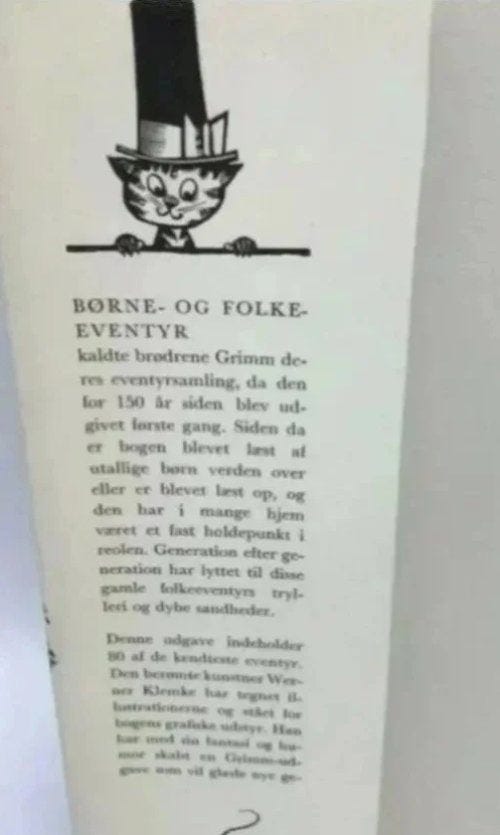 BØRNE- OG FOLKE-
EVENTYR
kaldte brødrene Grimm de-
res eventyrsamling, da den
for 150 år siden blev ud-
givet første gang. Siden da
er bogen blevet læst af
utallige børn verden over
eller er blevet læst op, og
den har i mange hjem
været et fast holdepunkt i
reolen. Generation efter ge-
neration har lyttet til disse
gamle folkeeventyrs tryl-
leri og dybe sandheder.
Denne udgave indeholder
80 af de kendteste eventyr.
Den berømte kunstner Wer-
ner Klemke har tegnet il-
lustrationerne og stået for
bogens grafiske udstyr. Han
har med sin fantasi og hu-
mor skabt en Grimm-ud-
gave som vil glæde nye ge-